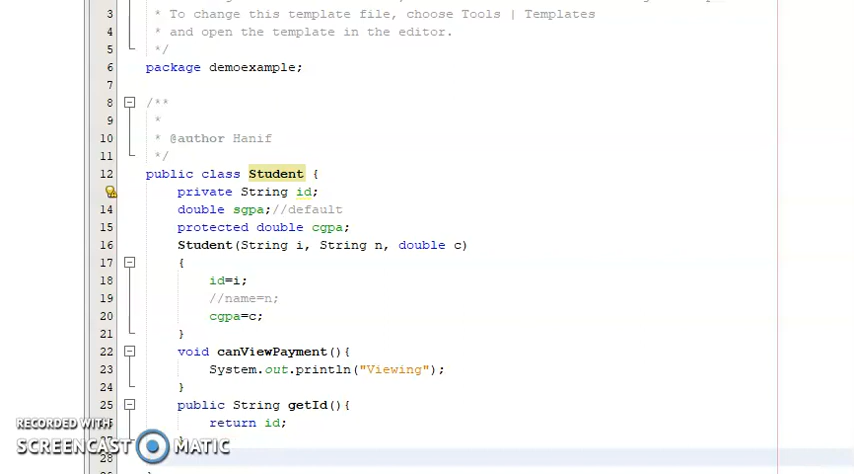 3 * To change this template file, choose Tools | Templates
4 * and open the template in the editor.
5 */
6 package demoexample;
7
8 /**
9 *
10 * @author Hanif
11 */
12 public class Student {
private String id;
14 double sgpa;//default
15 protected double cgpa;
16 Student(String i, String n, double c)
17 {
18 id=i;
19 //name=n;
20 cgpa=c;
21 }
22 void canViewPayment(){
23 System.out.println("Viewing");
24 }
25 public String getId(){
return id;
28
RECORDED WITH
SCREENCAST MATIC